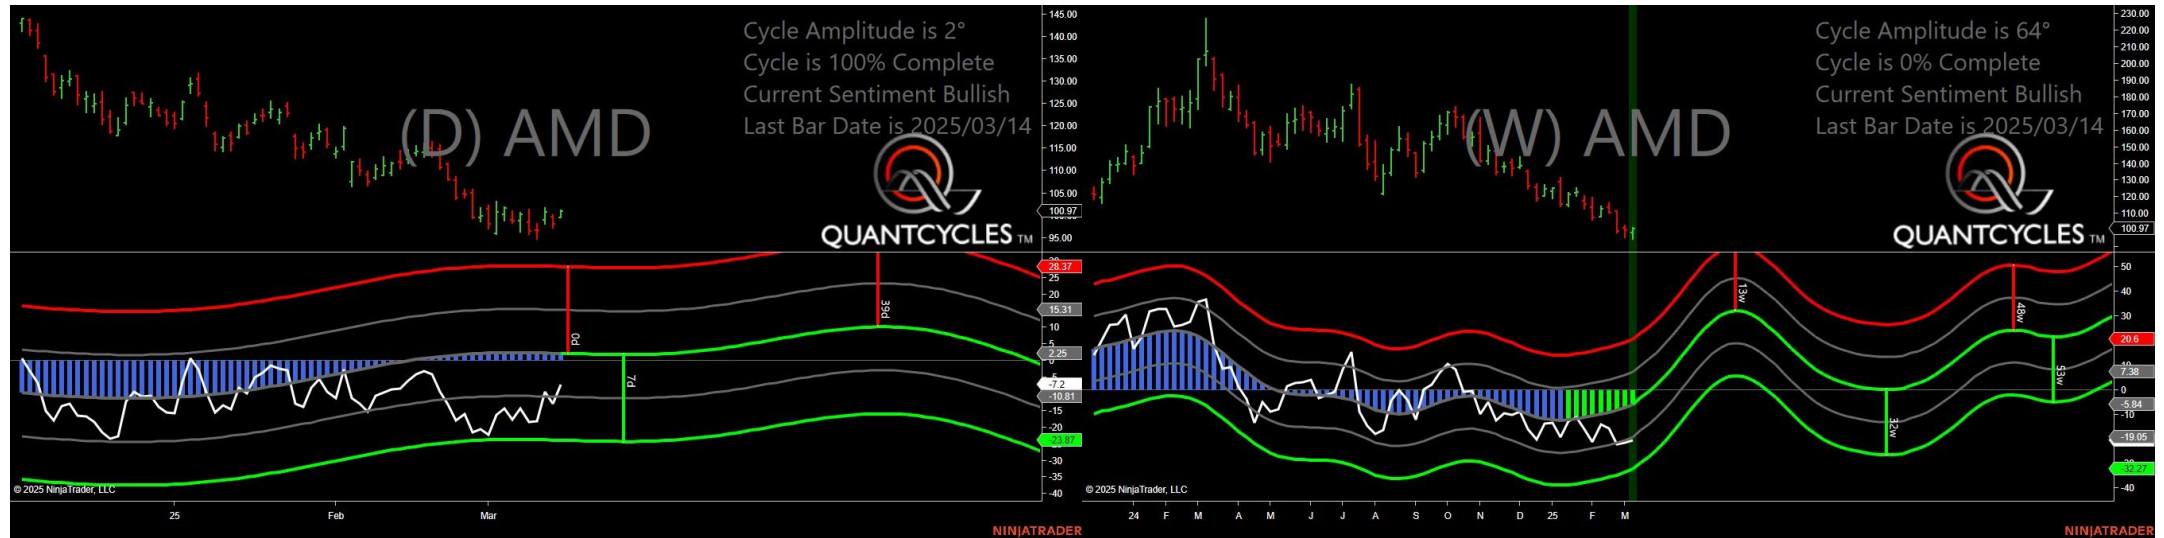 Cycle Amplitude is 2°
Cycle is 100% Complete
Current Sentiment Bullish
Last Bar Date is 2025/03/14
(D) AMD
QUANTCYCLES TM
145.00
140.00
135.00
130.00
125.00
120.00
115.00
110.00
105.00
100.97
95.00
28.37
25
20
15.31
10
5
2.25
-7.2
-10.81
-15
-20
-23.87
-30
-35
-40
0d
7d
39d
© 2025 NinjaTrader, LLC
25
Feb
Mar
NINJATRADER
Cycle Amplitude is 64°
Cycle is 0% Complete
Current Sentiment Bullish
Last Bar Date is 2025/03/14
(W) AMD
QUANTCYCLES TM
230.00
220.00
210.00
200.00
190.00
180.00
170.00
160.00
150.00
140.00
130.00
120.00
110.00
100.97
50
40
30
20.6
10
7.38
0
-5.84
-10
-19.05
-32.27
-40
13w
32w
48w
53w
© 2025 NinjaTrader, LLC
24
F
M
A
M
J
J
A
S
O
N
D
25
F
M
NINJATRADER